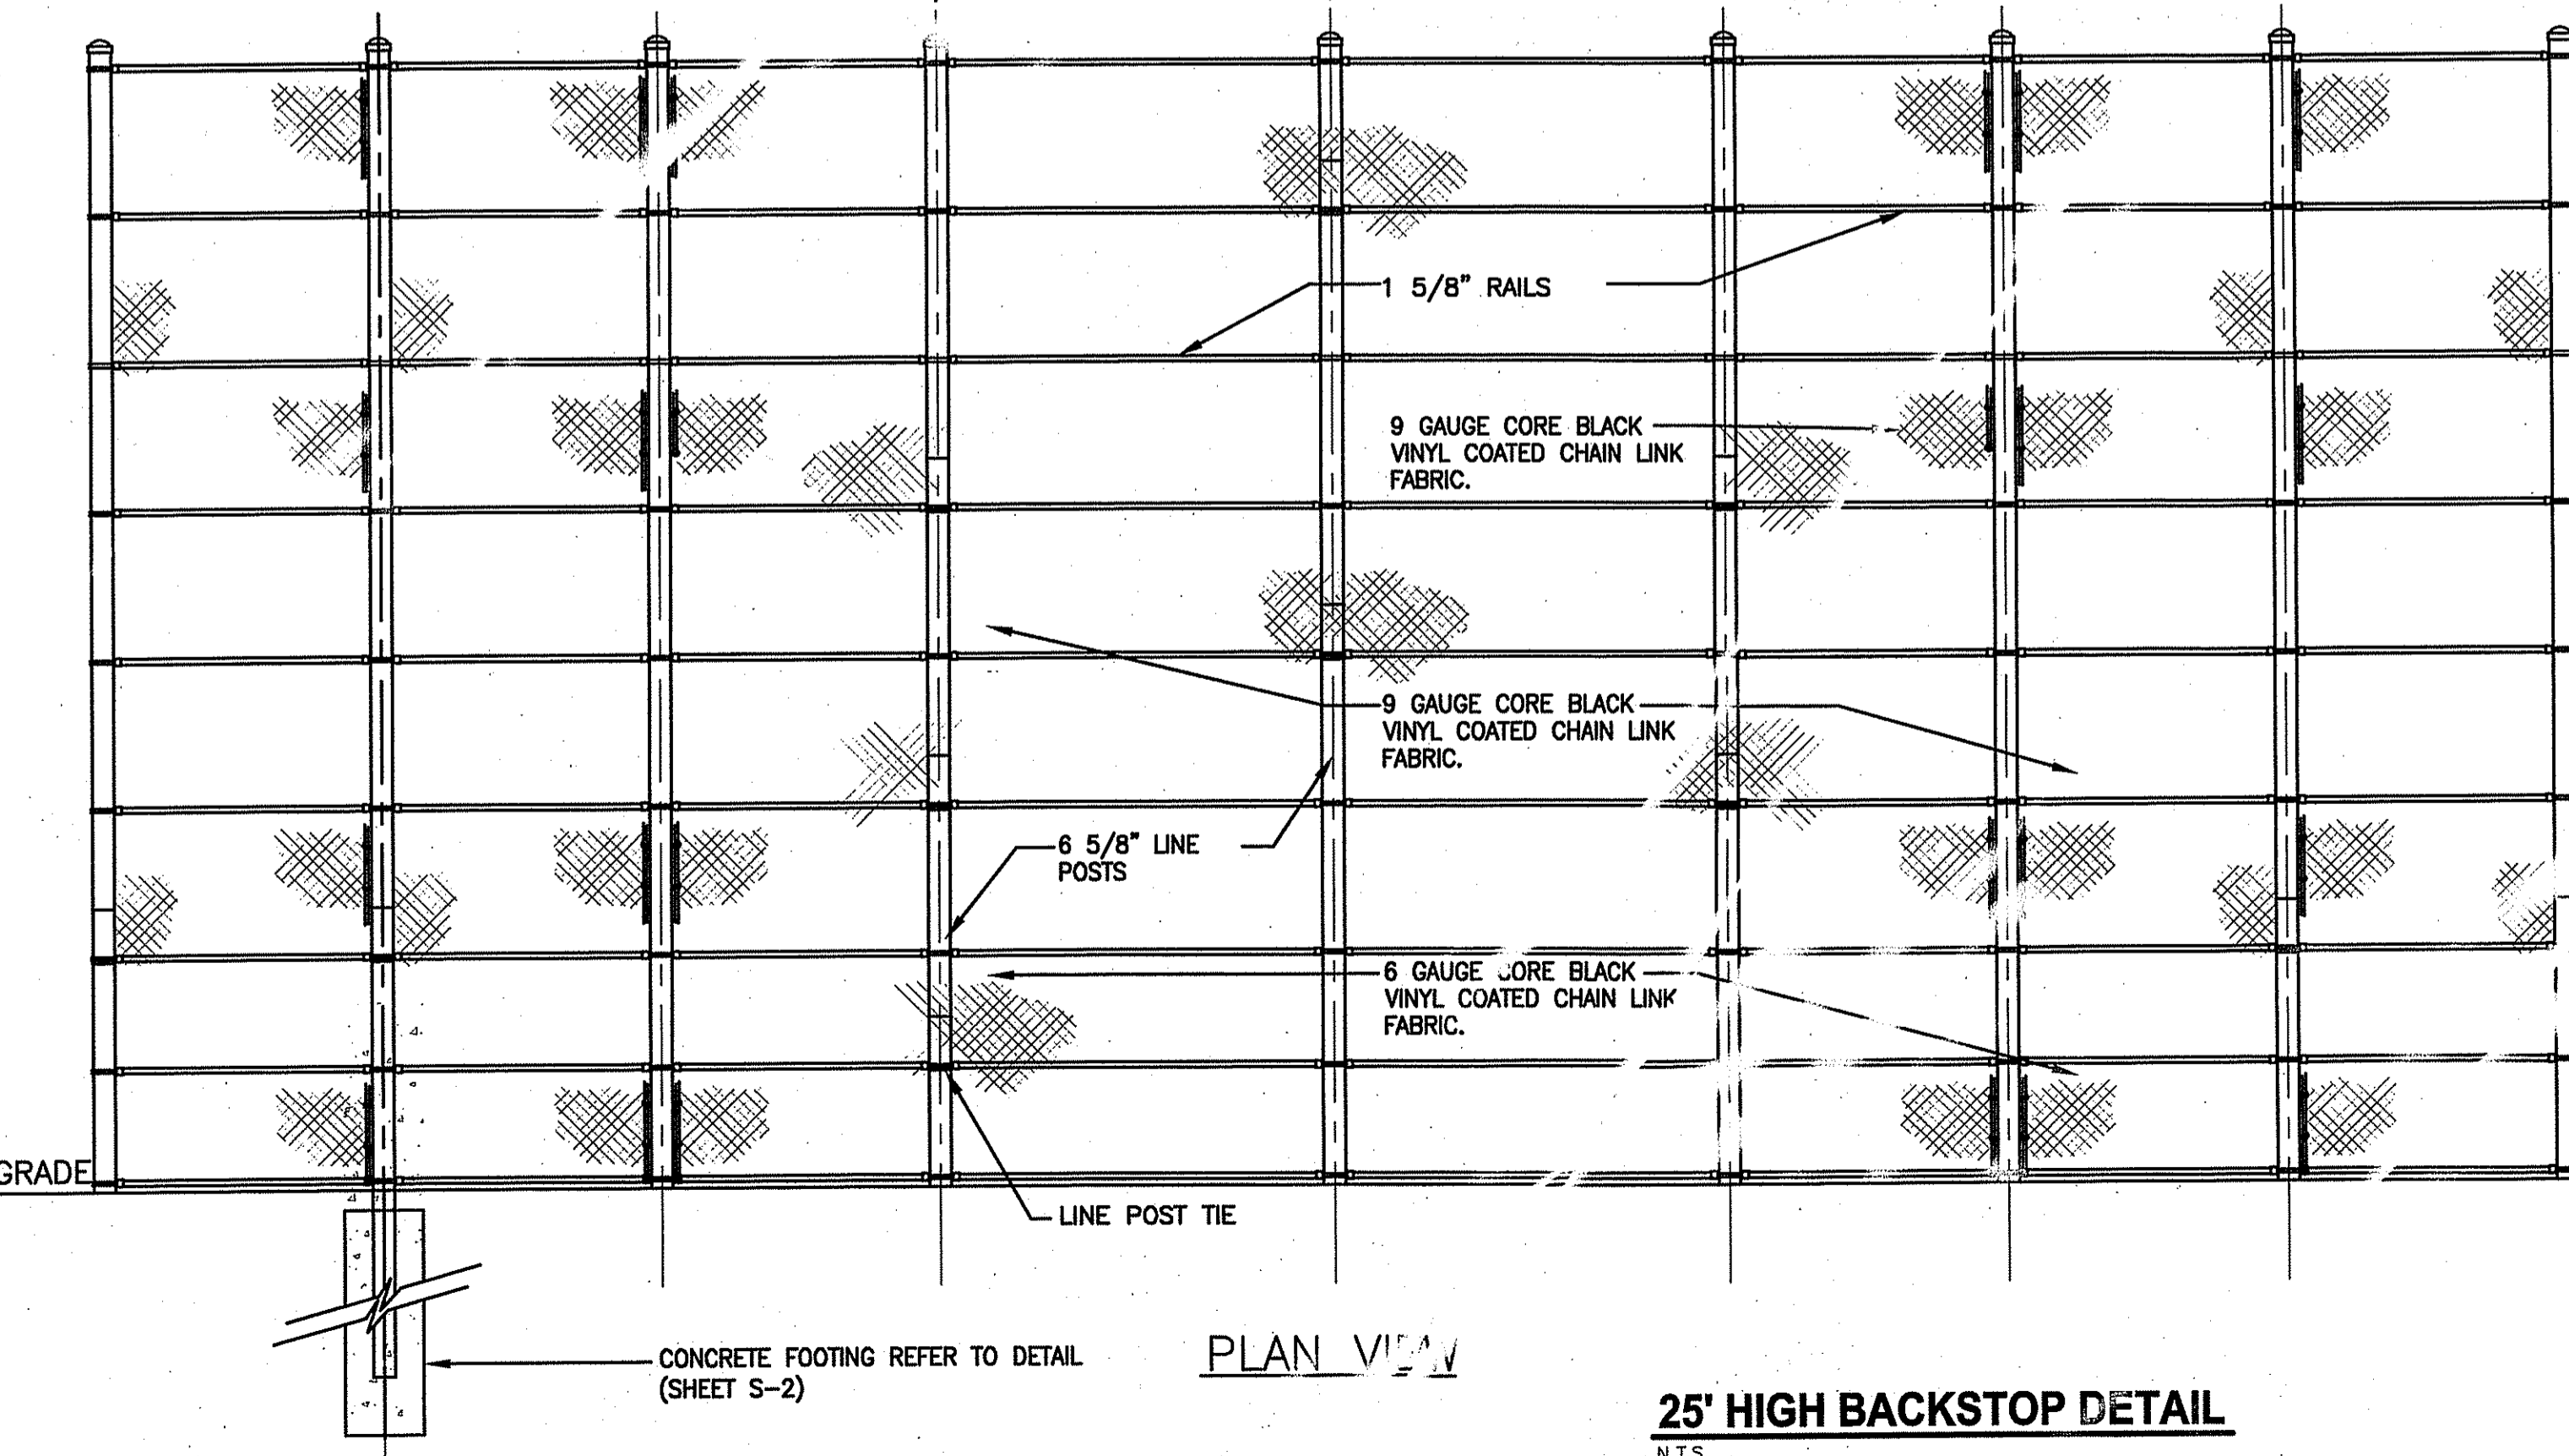 1 5/8" RAILS
9 GAUGE CORE BLACK
VINYL COATED CHAIN LINK
FABRIC.
9 GAUGE CORE BLACK
VINYL COATED CHAIN LINK
FABRIC.
6 5/8" LINE
POSTS
6 GAUGE CORE BLACK
VINYL COATED CHAIN LINK
FABRIC.
GRADE
LINE POST TIE
CONCRETE FOOTING REFER TO DETAIL
(SHEET S-2)
PLAN VIEW
25' HIGH BACKSTOP DETAIL
N.T.S.